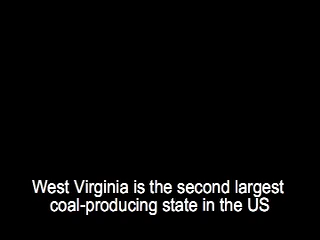 West Virginia is the second largest
coal-producing state in the US